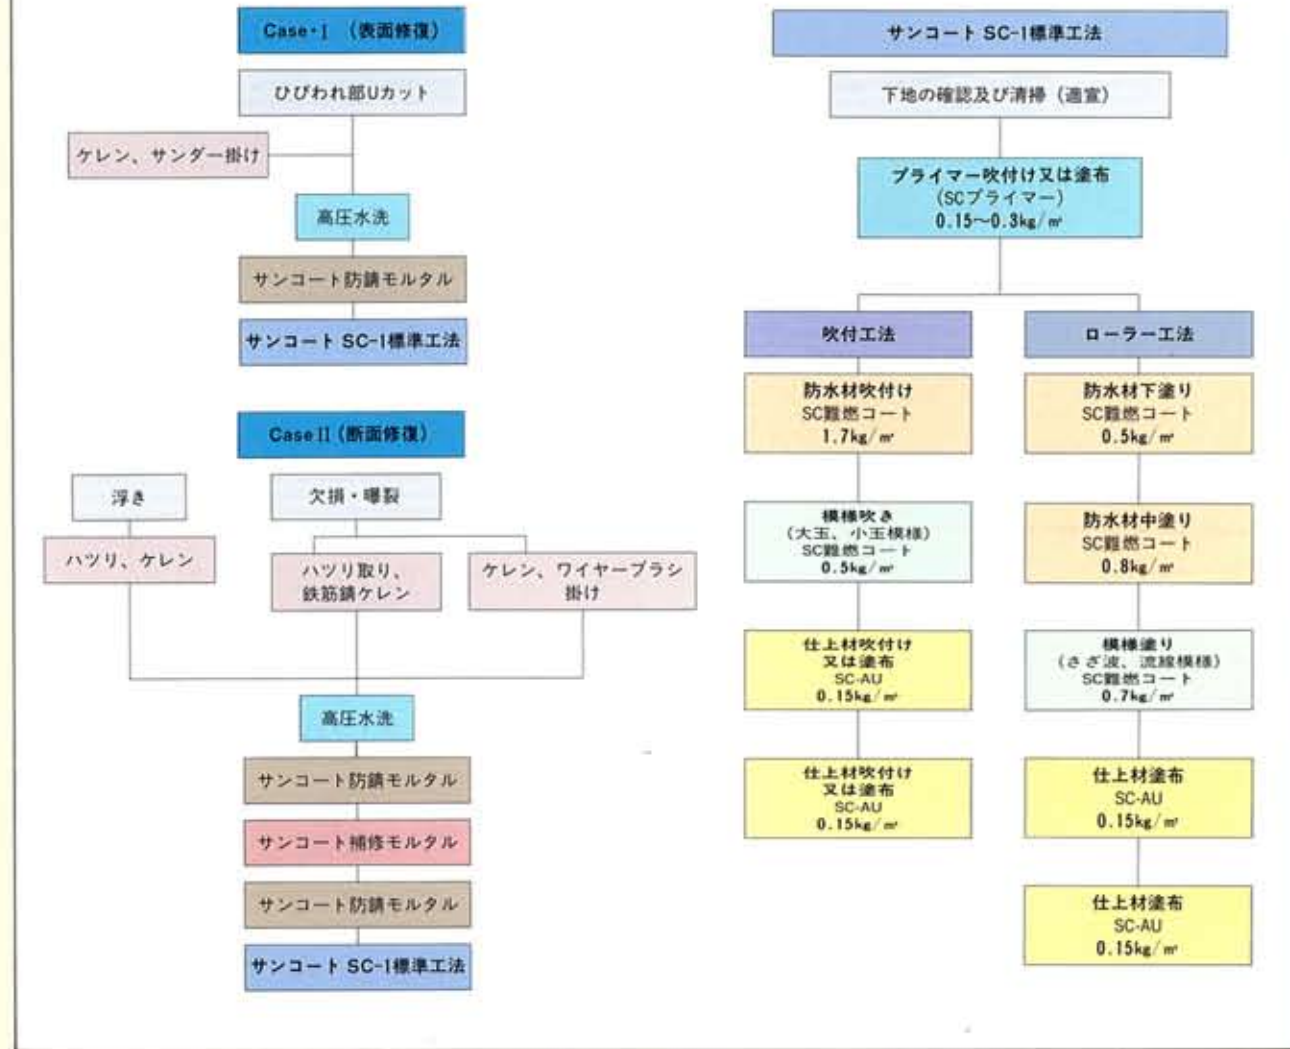 Case・I (表面修復)
ひびわれ部Uカット
ケレン、サンダー掛け
高圧水洗
サンコート防錆モルタル
サンコート SC-1標準工法
Case II (断面修復)
浮き
欠損・曝裂
ハツリ、ケレン
ハツリ取り、
鉄筋錆ケレン
ケレン、ワイヤーブラシ
掛け
高圧水洗
サンコート防錆モルタル
サンコート補修モルタル
サンコート防錆モルタル
サンコート SC-1標準工法
サンコート SC-1標準工法
下地の確認及び清掃(適宜)
プライマー吹付け又は塗布
(SCプライマー)
0.15〜0.3kg/㎡
吹付工法
防水材吹付け
SC難燃コート
1.7kg/㎡
模様吹き
(大玉、小玉模様)
SC難燃コート
0.5kg/㎡
仕上材吹付け
又は塗布
SC-AU
0.15kg/㎡
仕上材吹付け
又は塗布
SC-AU
0.15kg/㎡
ローラー工法
防水材下塗り
SC難燃コート
0.5kg/㎡
防水材中塗り
SC難燃コート
0.8kg/㎡
模様塗り
(さざ波、流線模様)
SC難燃コート
0.7kg/㎡
仕上材塗布
SC-AU
0.15kg/㎡
仕上材塗布
SC-AU
0.15kg/㎡